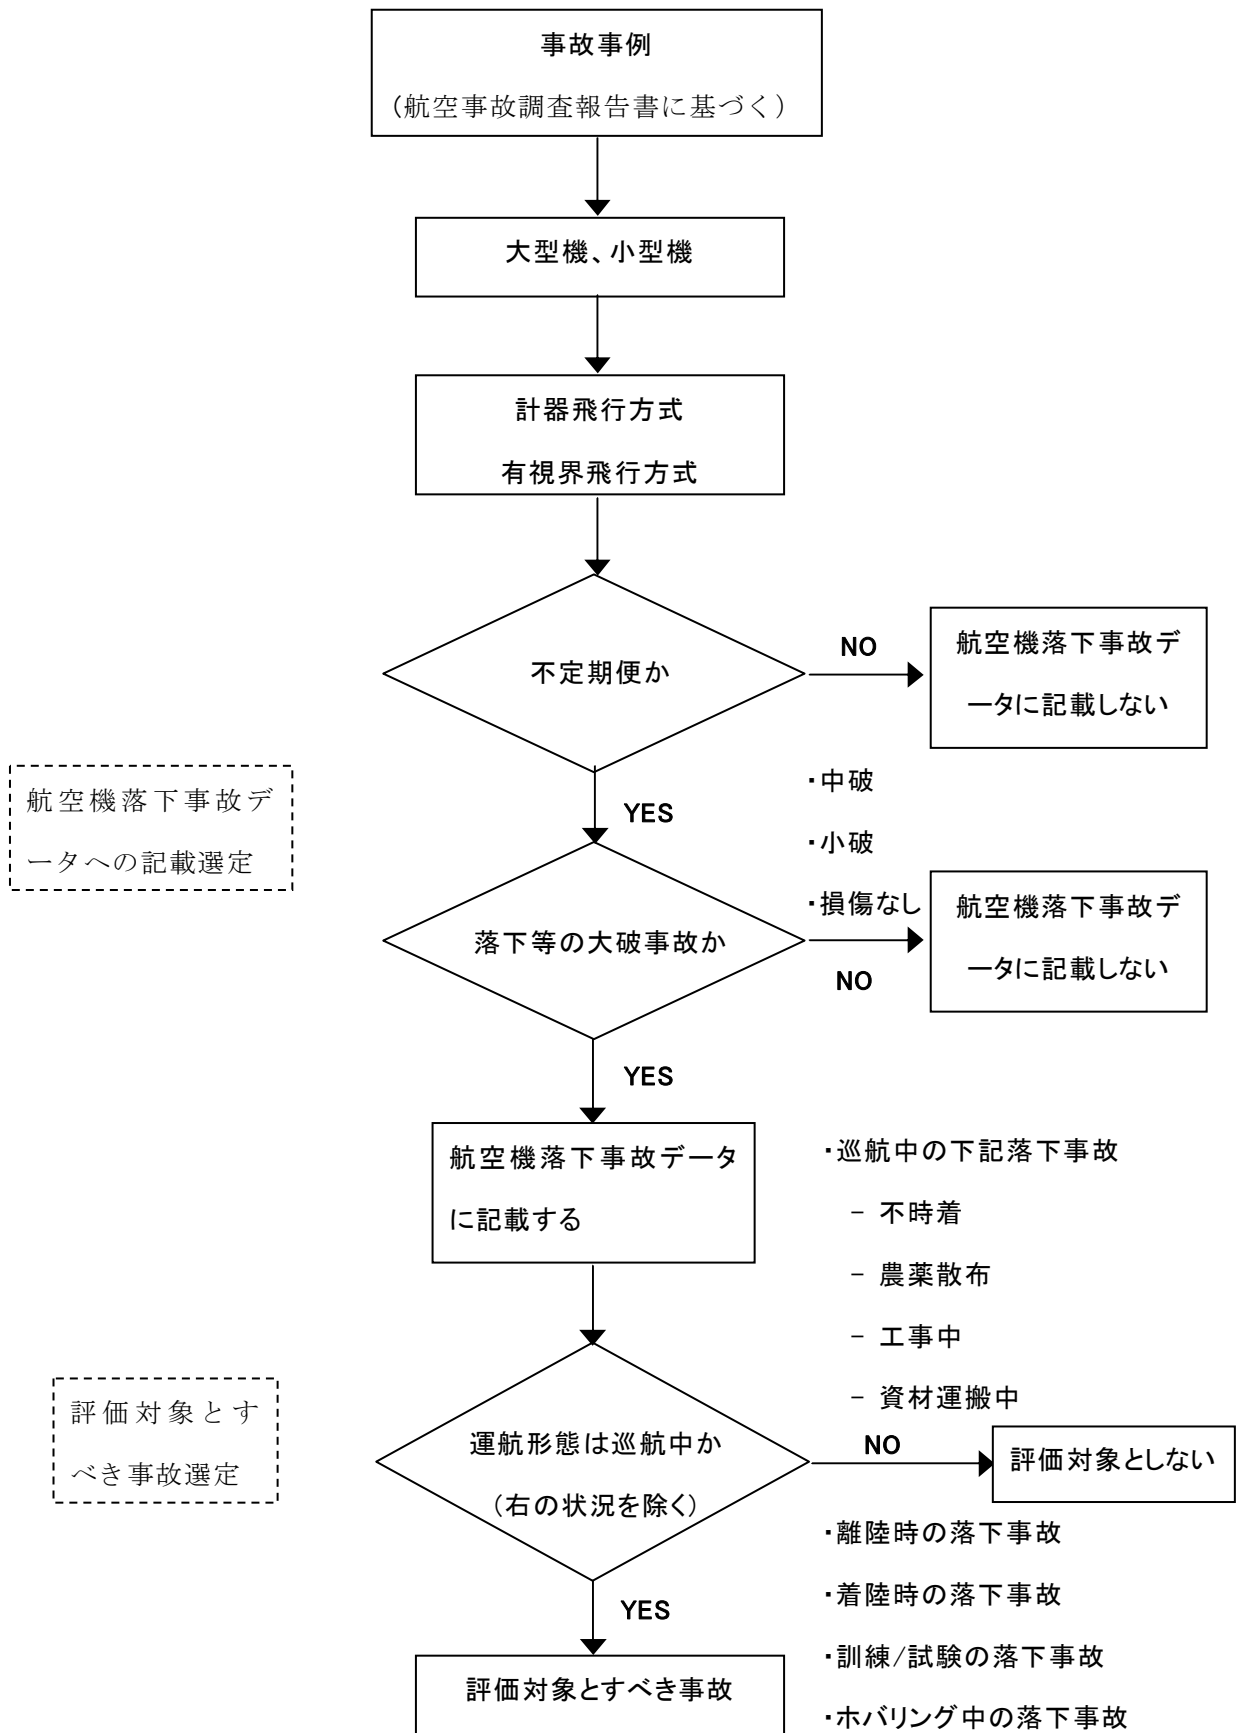 事故事例
（航空事故調査報告書に基づく）
大型機、小型機
計器飛行方式
有視界飛行方式
不定期便か
NO
航空機落下事故デ
ータに記載しない
航空機落下事故デ
ータへの記載選定
YES
・中破
・小破
・損傷なし
落下等の大破事故か
NO
航空機落下事故デ
ータに記載しない
YES
航空機落下事故データ
に記載する
・巡航中の下記落下事故
− 不時着
− 農薬散布
− 工事中
− 資材運搬中
評価対象とす
べき事故選定
運航形態は巡航中か
（右の状況を除く）
NO
評価対象としない
・離陸時の落下事故
・着陸時の落下事故
・訓練/試験の落下事故
・ホバリング中の落下事故
YES
評価対象とすべき事故